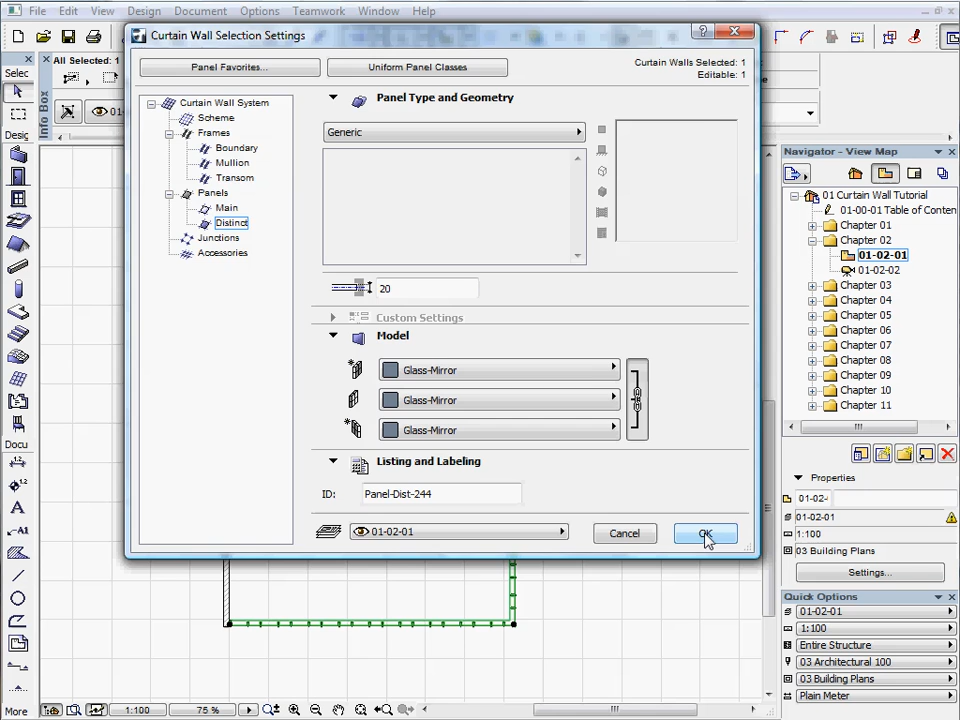 File
Edit
View
Design
Document
Options
Teamwork
Window
Help
Selec
All Selected: 1
Info Box
Desig
Docu
A1
A
More
Curtain Wall Selection Settings
Panel Favorites...
Uniform Panel Classes
Curtain Walls Selected: 1
Editable: 1
Curtain Wall System
Scheme
Frames
Boundary
Mullion
Transom
Panels
Main
Distinct
Junctions
Accessories
Panel Type and Geometry
Generic
20
Custom Settings
Model
Glass-Mirror
Glass-Mirror
Glass-Mirror
Listing and Labeling
ID:
Panel-Dist-244
01-02-01
Cancel
OK
Navigator - View Map
01 Curtain Wall Tutorial
01-00-01 Table of Conten
Chapter 01
Chapter 02
01-02-01
01-02-02
Chapter 03
Chapter 04
Chapter 05
Chapter 06
Chapter 07
Chapter 08
Chapter 09
Chapter 10
Chapter 11
Properties
01-02-
01-02-01
1:100
03 Building Plans
Settings...
Quick Options
01-02-01
1:100
Entire Structure
03 Architectural 100
03 Building Plans
Plain Meter
1:100
75 %